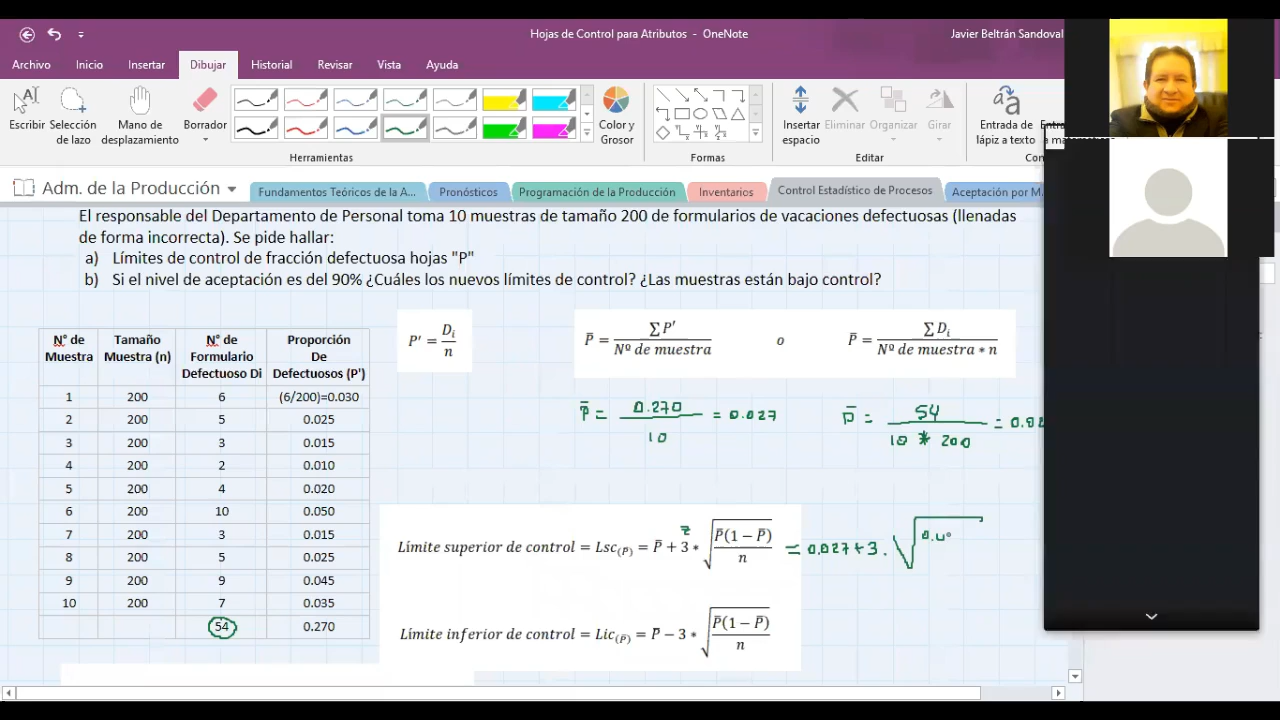 Hojas de Control para Atributos - OneNote
Javier Beltrán Sandoval
Archivo Inicio Insertar Dibujar Historial Revisar Vista Ayuda
Escribir Selección de lazo Mano de desplazamiento Borrador Color y Grosor Insertar espacio Eliminar Organizar Girar Entrada de lápiz a texto
Herramientas Formas Editar
Adm. de la Producción
Fundamentos Teóricos de la A... Pronósticos Programación de la Producción Inventarios Control Estadístico de Procesos Aceptación por M
El responsable del Departamento de Personal toma 10 muestras de tamaño 200 de formularios de vacaciones defectuosas (llenadas
de forma incorrecta). Se pide hallar:
a) Límites de control de fracción defectuosa hojas "P"
b) Si el nivel de aceptación es del 90% ¿Cuáles los nuevos límites de control? ¿Las muestras están bajo control?
N° de Muestra Tamaño Muestra (n) N° de Formulario Defectuoso Di Proporción De Defectuosos (P')
1 200 6 (6/200)=0.030
2 200 5 0.025
3 200 3 0.015
4 200 2 0.010
5 200 4 0.020
6 200 10 0.050
7 200 3 0.015
8 200 5 0.025
9 200 9 0.045
10 200 7 0.035
54 0.270
P' = Di / n
P̄ = ∑ P' / Nº de muestra o P̄ = ∑ Di / Nº de muestra * n
P̄ = 0.270 / 10 = 0.027
P̄ = 54 / 10 * 200 = 0.02
z
Límite superior de control = Lsc(P̄) = P̄ + 3 * √(P̄(1 − P̄) / n) = 0.027 + 3 . √
Límite inferior de control = Lic(P̄) = P̄ − 3 * √(P̄(1 − P̄) / n)